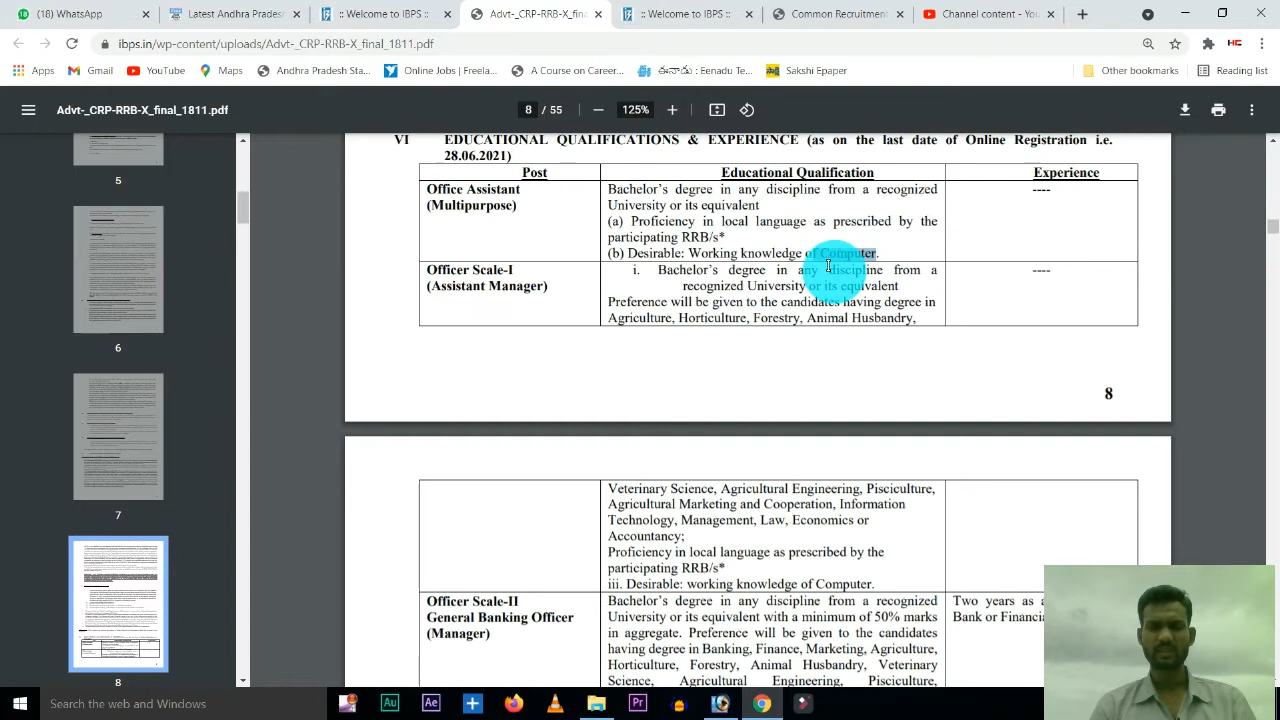 Latest Andhra Pradesh
:: Welcome to IBPS ::
Advt-_CRP-RRB-X_fin
:: Welcome to IBPS ::
Common Recruitment
Channel content - You
ibps.in/wp-content/uploads/Advt-_CRP-RRB-X_final_1811.pdf
Apps
Gmail
YouTube
Maps
Andhra Pradesh Sta...
Online Jobs | Freela...
A Course on Career...
ఈనాడు: Eenadu Te...
Sakshi Epaper
Other bookmarks
Reading list
Advt-_CRP-RRB-X_final_1811.pdf
8 / 55
125%
5
6
7
8
VI EDUCATIONAL QUALIFICATIONS & EXPERIENCE (as on the last date of Online Registration i.e.
28.06.2021)
Post Educational Qualification Experience
Office Assistant
(Multipurpose)
Bachelor's degree in any discipline from a recognized
University or its equivalent
(a) Proficiency in local language as prescribed by the
participating RRB/s*
(b) Desirable: Working knowledge of Computer.
----
Officer Scale-I
(Assistant Manager)
i. Bachelor's degree in any discipline from a
recognized University or its equivalent
Preference will be given to the candidates having degree in
Agriculture, Horticulture, Forestry, Animal Husbandry,
----
8
Veterinary Science, Agricultural Engineering, Pisciculture,
Agricultural Marketing and Cooperation, Information
Technology, Management, Law, Economics or
Accountancy;
Proficiency in local language as prescribed by the
participating RRB/s*
iii. Desirable: working knowledge of Computer.
Officer Scale-II
General Banking Officer
(Manager)
Bachelor's degree in any discipline from a recognized
University or its equivalent with a minimum of 50% marks
in aggregate. Preference will be given to the candidates
having degree in Banking, Finance, Marketing, Agriculture,
Horticulture, Forestry, Animal Husbandry, Veterinary
Science, Agricultural Engineering, Pisciculture,
Two years as a
Bank or Financi
Search the web and Windows